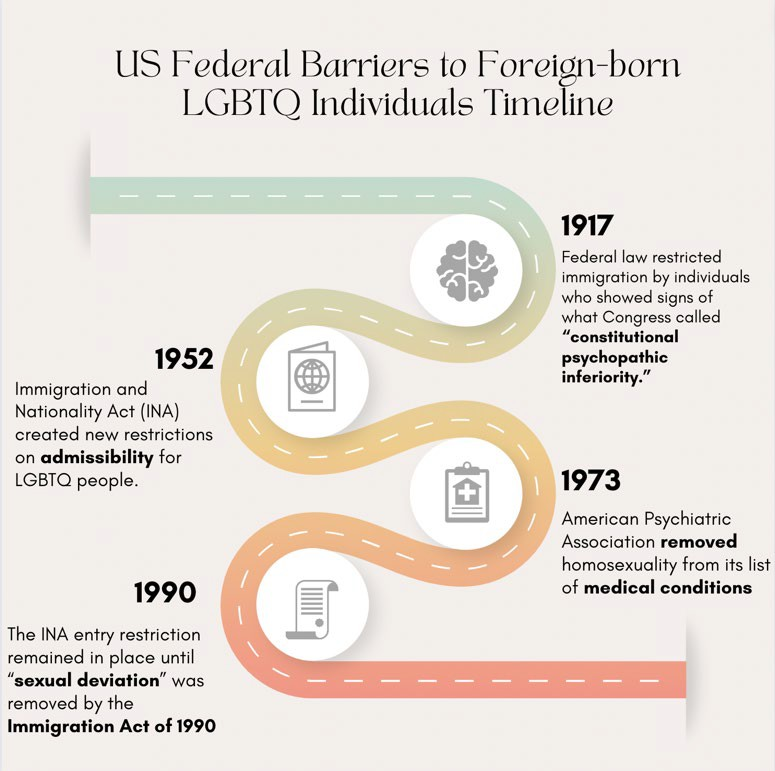 US Federal Barriers to Foreign-born
LGBTQ Individuals Timeline
1917
Federal law restricted
immigration by individuals
who showed signs of
what Congress called
“constitutional
psychopathic
inferiority.”
1952
Immigration and
Nationality Act (INA)
created new restrictions
on admissibility for
LGBTQ people.
1973
American Psychiatric
Association removed
homosexuality from its list
of medical conditions
1990
The INA entry restriction
remained in place until
“sexual deviation” was
removed by the
Immigration Act of 1990